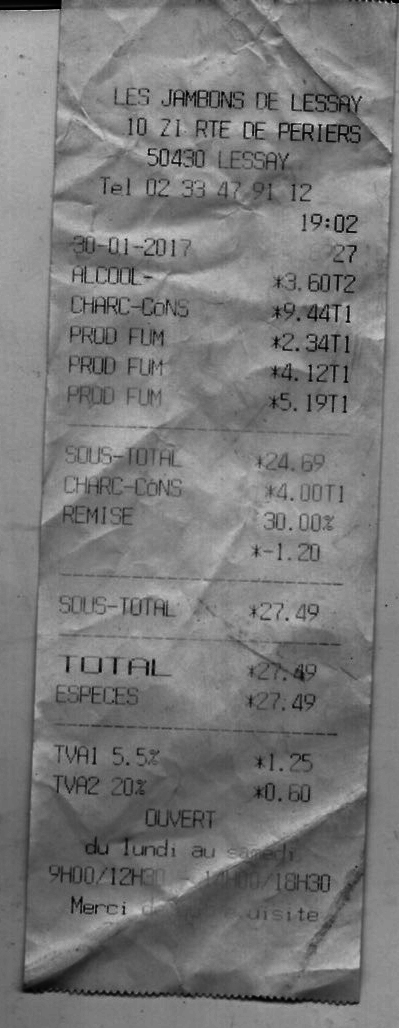 LES JAMBONS DE LESSAY
10 ZI RTE DE PERIERS
50430 LESSAY
Tel 02 33 47 91 12
19:02
30-01-2017 27
ALCOOL- *3.60T2
CHARC-CóNS *9.44T1
PROD FUM *2.34T1
PROD FUM *4.12T1
PROD FUM *5.19T1
SOUS-TOTAL *24.69
CHARC-CóNS *4.00T1
REMISE 30.00%
*-1.20
SOUS-TOTAL *27.49
TOTAL *27.49
ESPECES *27.49
TVA1 5.5% *1.25
TVA2 20% *0.60
OUVERT
du lundi au samedi
9H00/12H30 - 14H00/18H30
Merci